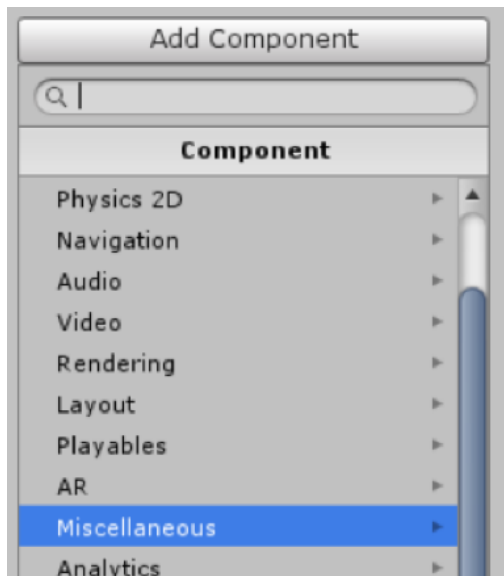 Add Component
Component
Physics 2D
Navigation
Audio
Video
Rendering
Layout
Playables
AR
Miscellaneous
Analytics